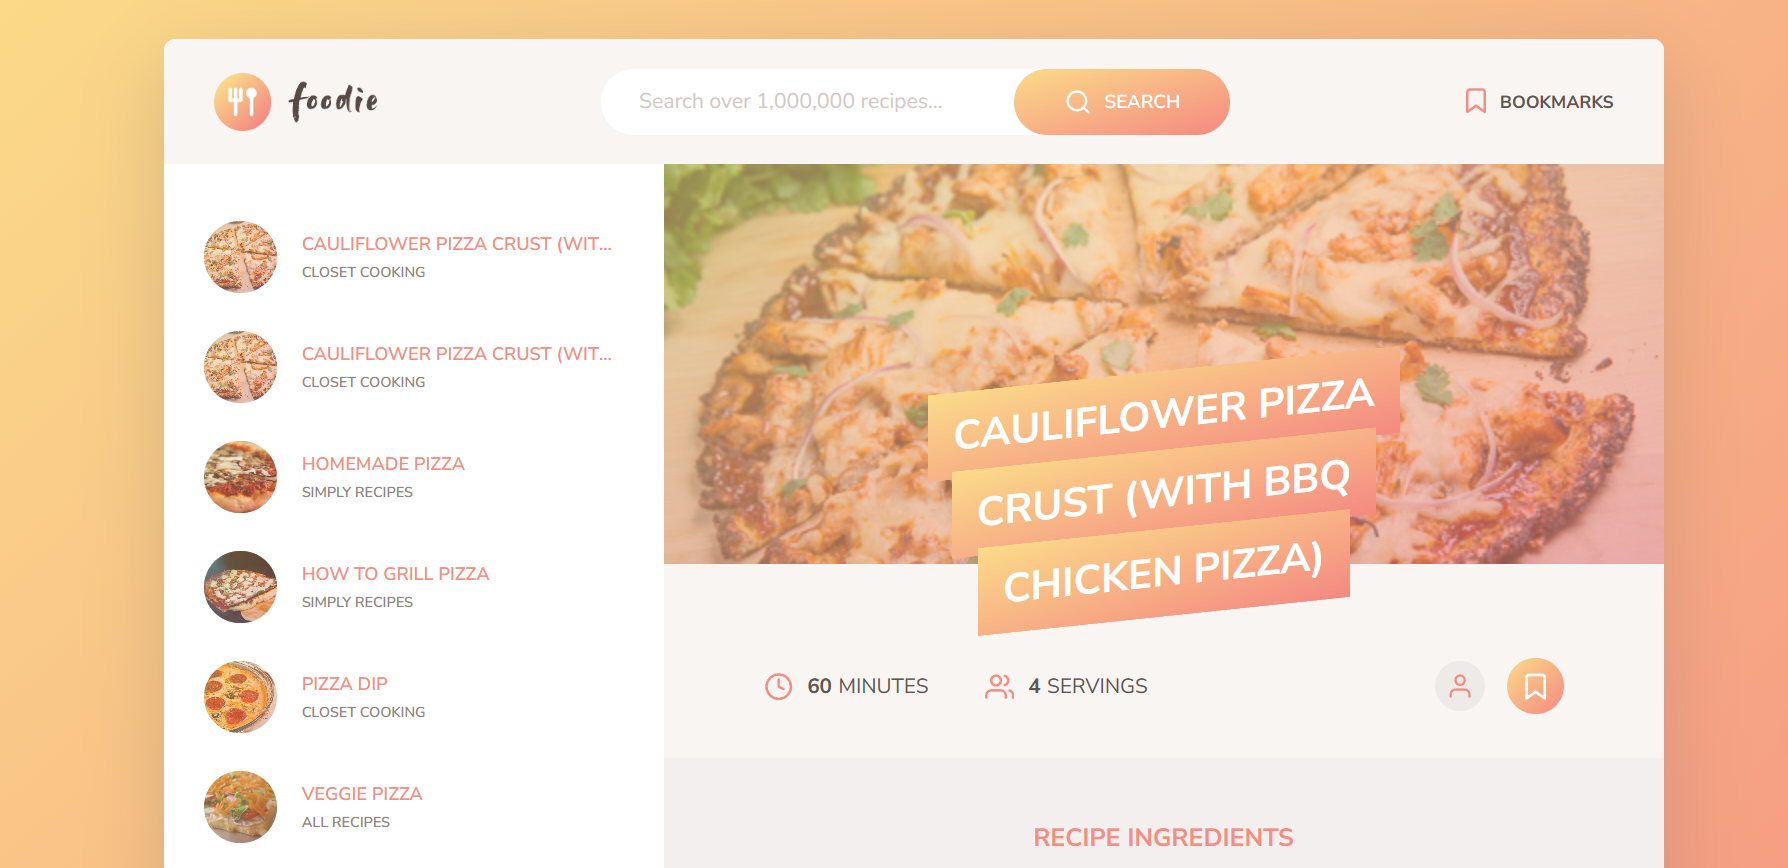 foodie
Search over 1,000,000 recipes...
SEARCH
BOOKMARKS
CAULIFLOWER PIZZA CRUST (WIT...
CLOSET COOKING
CAULIFLOWER PIZZA CRUST (WIT...
CLOSET COOKING
HOMEMADE PIZZA
SIMPLY RECIPES
HOW TO GRILL PIZZA
SIMPLY RECIPES
PIZZA DIP
CLOSET COOKING
VEGGIE PIZZA
ALL RECIPES
CAULIFLOWER PIZZA
CRUST (WITH BBQ
CHICKEN PIZZA)
60 MINUTES
4 SERVINGS
RECIPE INGREDIENTS